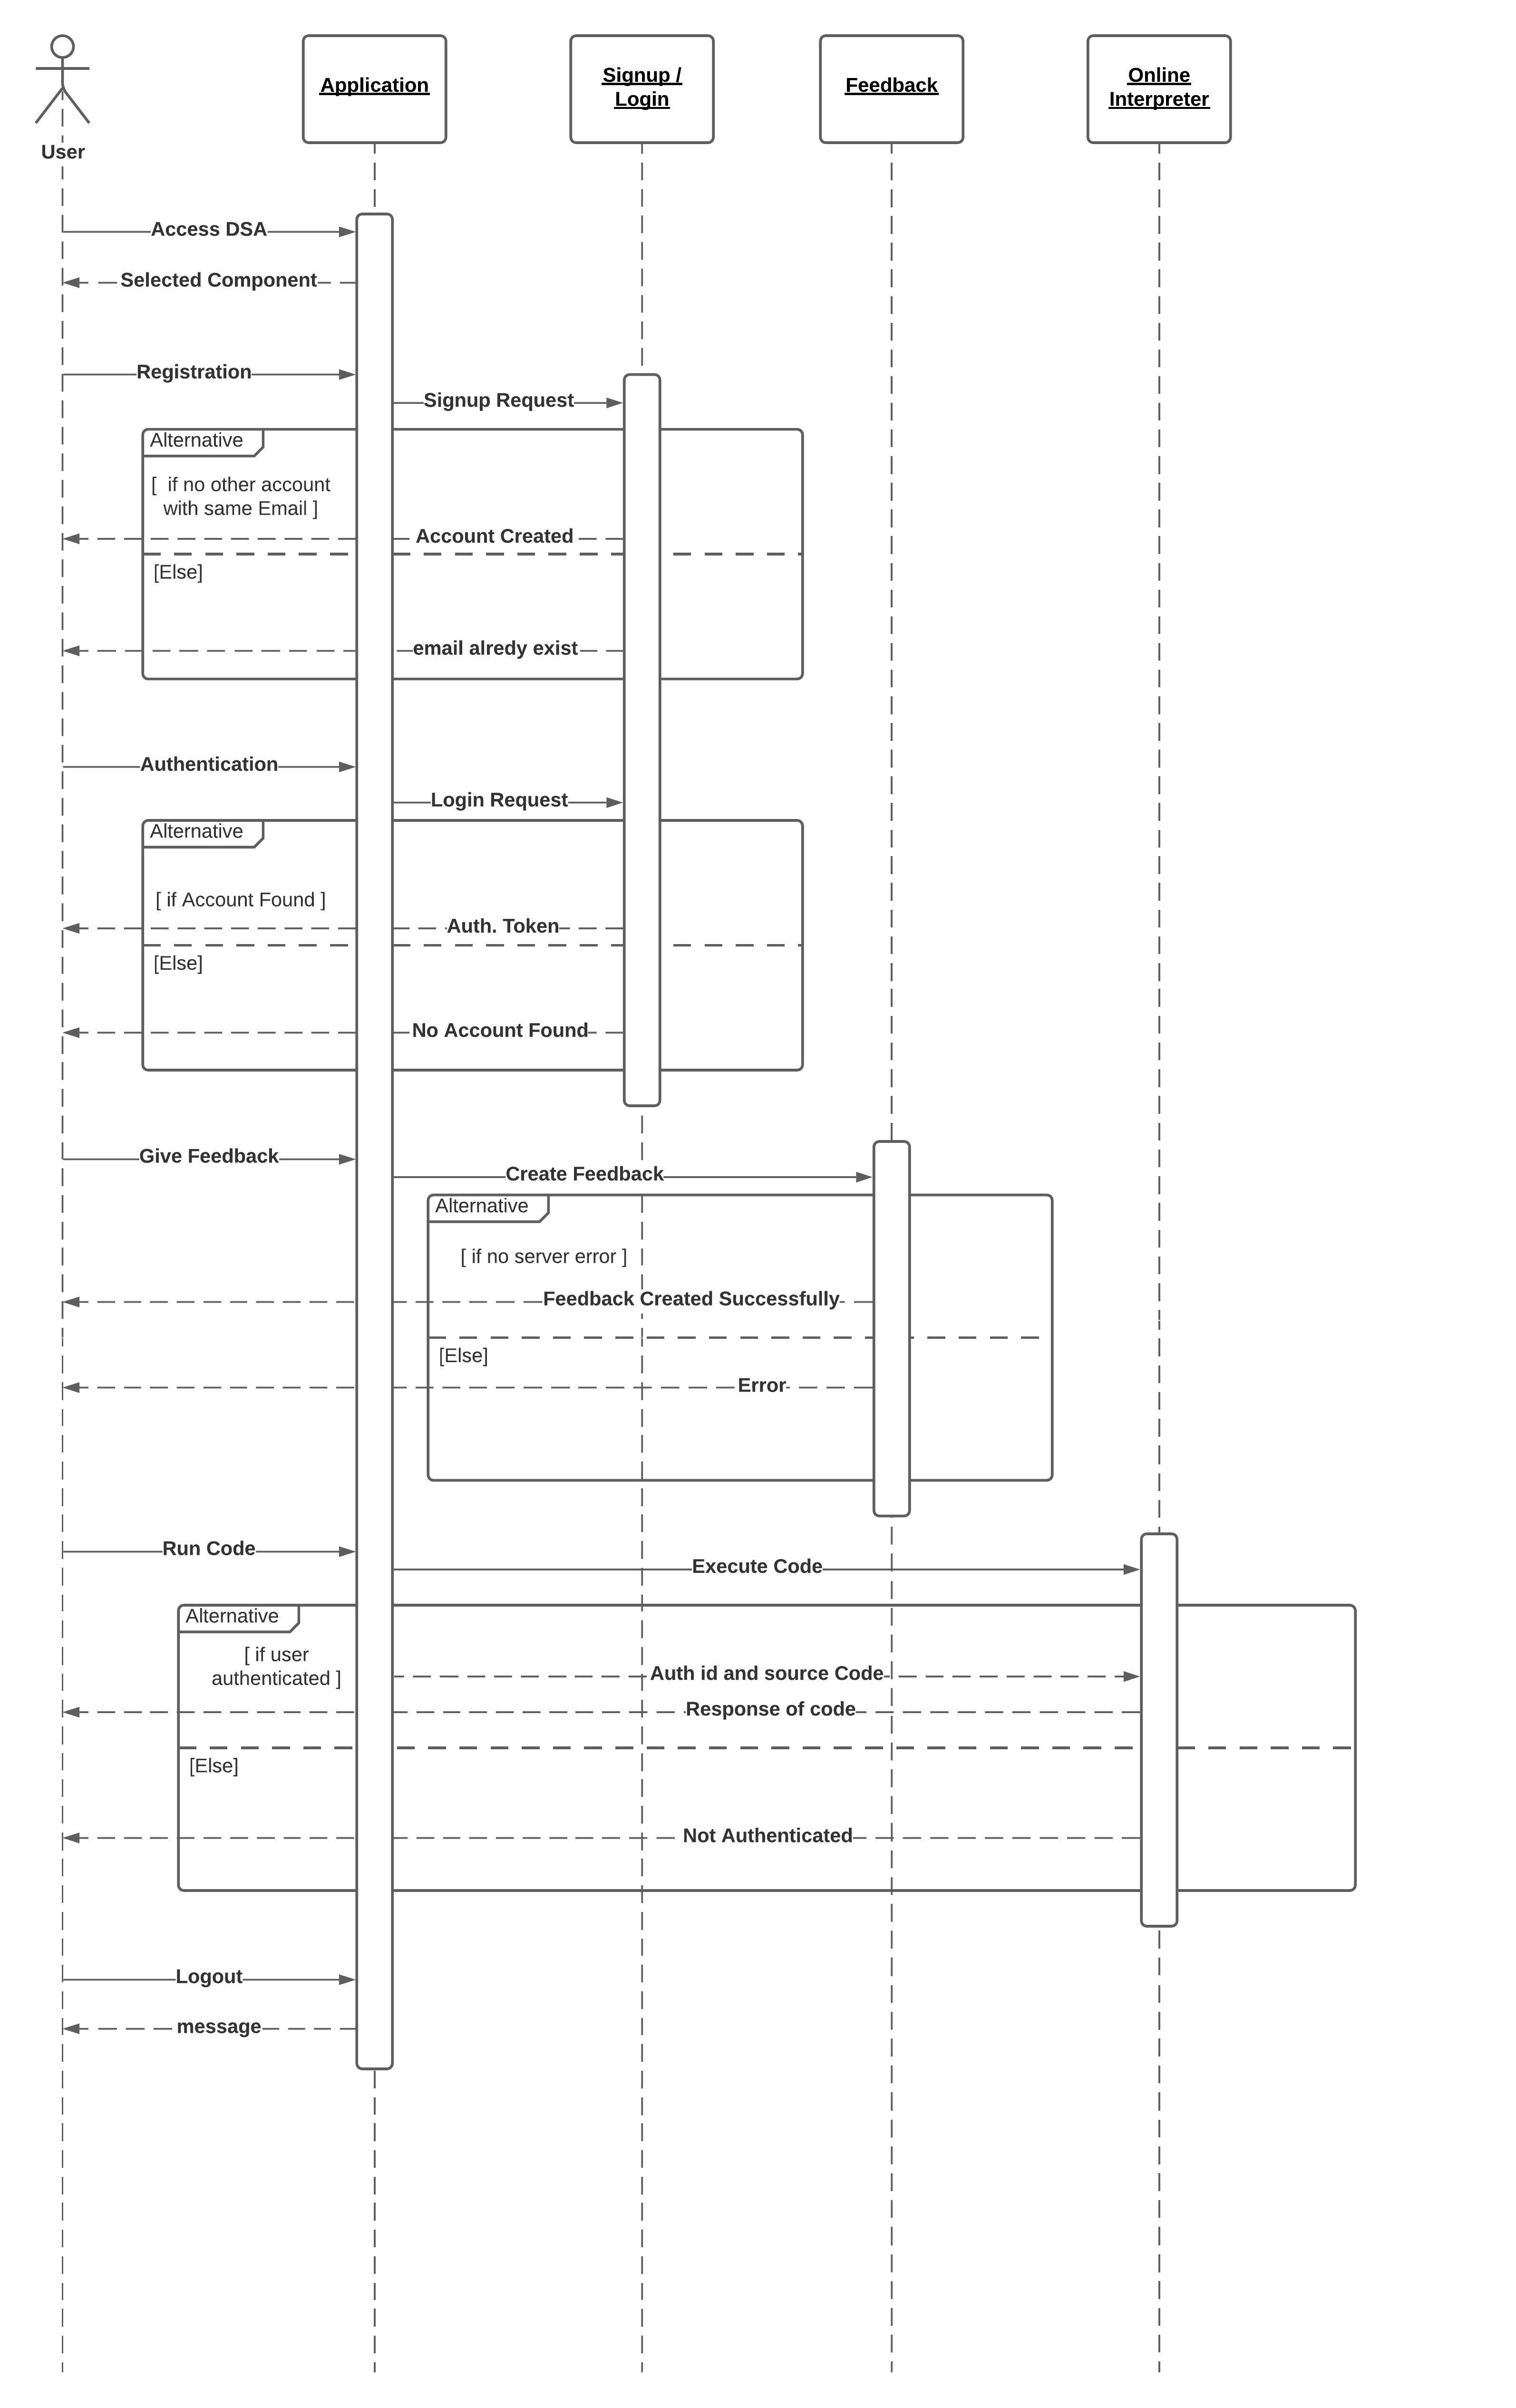 Application
Signup /
Login
Feedback
Online
Interpreter
User
Access DSA
Selected Component
Registration
Signup Request
Alternative
[  if no other account
with same Email ]
Account Created
[Else]
email alredy exist
Authentication
Login Request
Alternative
[ if Account Found ]
Auth. Token
[Else]
No Account Found
Give Feedback
Create Feedback
Alternative
[ if no server error ]
Feedback Created Successfully
[Else]
Error
Run Code
Execute Code
Alternative
[ if user
authenticated ]
Auth id and source Code
Response of code
[Else]
Not Authenticated
Logout
message